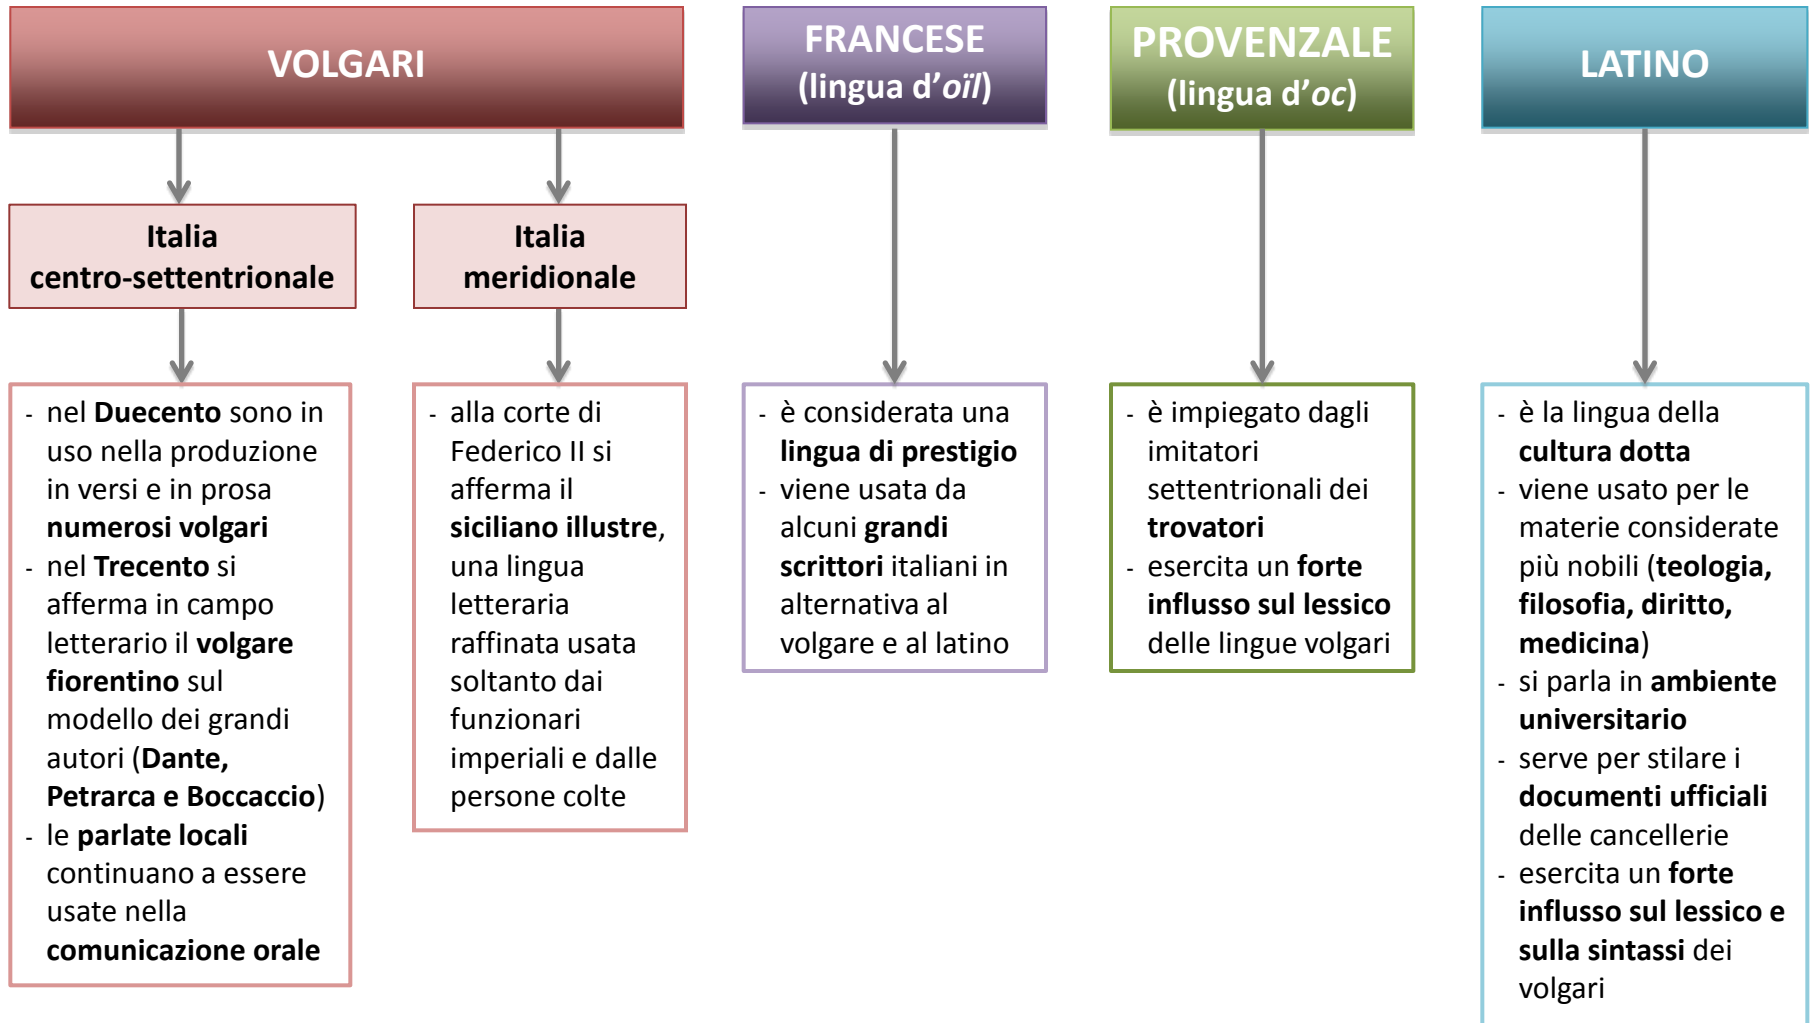 VOLGARI
FRANCESE
(lingua d'oïl)
PROVENZALE
(lingua d'oc)
LATINO
Italia
centro-settentrionale
Italia
meridionale
- nel Duecento sono in
uso nella produzione
in versi e in prosa
numerosi volgari
- nel Trecento si
afferma in campo
letterario il volgare
fiorentino sul
modello dei grandi
autori (Dante,
Petrarca e Boccaccio)
- le parlate locali
continuano a essere
usate nella
comunicazione orale
- alla corte di
Federico II si
afferma il
siciliano illustre,
una lingua
letteraria
raffinata usata
soltanto dai
funzionari
imperiali e dalle
persone colte
- è considerata una
lingua di prestigio
- viene usata da
alcuni grandi
scrittori italiani in
alternativa al
volgare e al latino
- è impiegato dagli
imitatori
settentrionali dei
trovatori
- esercita un forte
influsso sul lessico
delle lingue volgari
- è la lingua della
cultura dotta
- viene usato per le
materie considerate
più nobili (teologia,
filosofia, diritto,
medicina)
- si parla in ambiente
universitario
- serve per stilare i
documenti ufficiali
delle cancellerie
- esercita un forte
influsso sul lessico e
sulla sintassi dei
volgari